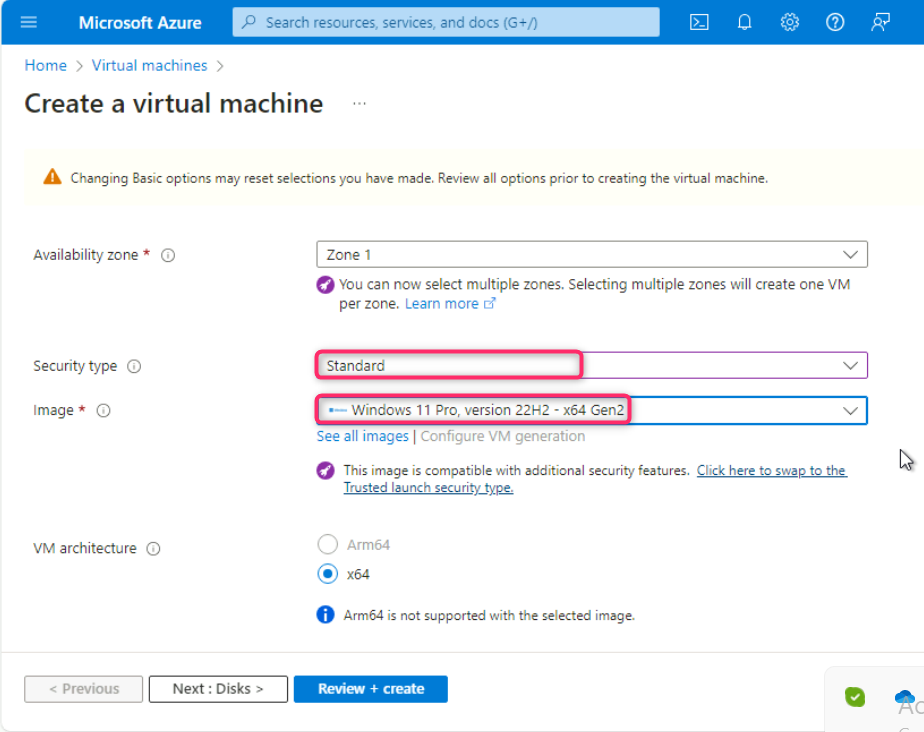 Microsoft Azure
Search resources, services, and docs (G+/)
Home > Virtual machines >
Create a virtual machine ...
Changing Basic options may reset selections you have made. Review all options prior to creating the virtual machine.
Availability zone *
Zone 1
You can now select multiple zones. Selecting multiple zones will create one VM
per zone. Learn more
Security type
Standard
Image *
Windows 11 Pro, version 22H2 - x64 Gen2
See all images | Configure VM generation
This image is compatible with additional security features. Click here to swap to the
Trusted launch security type.
VM architecture
Arm64
x64
Arm64 is not supported with the selected image.
< Previous
Next : Disks >
Review + create